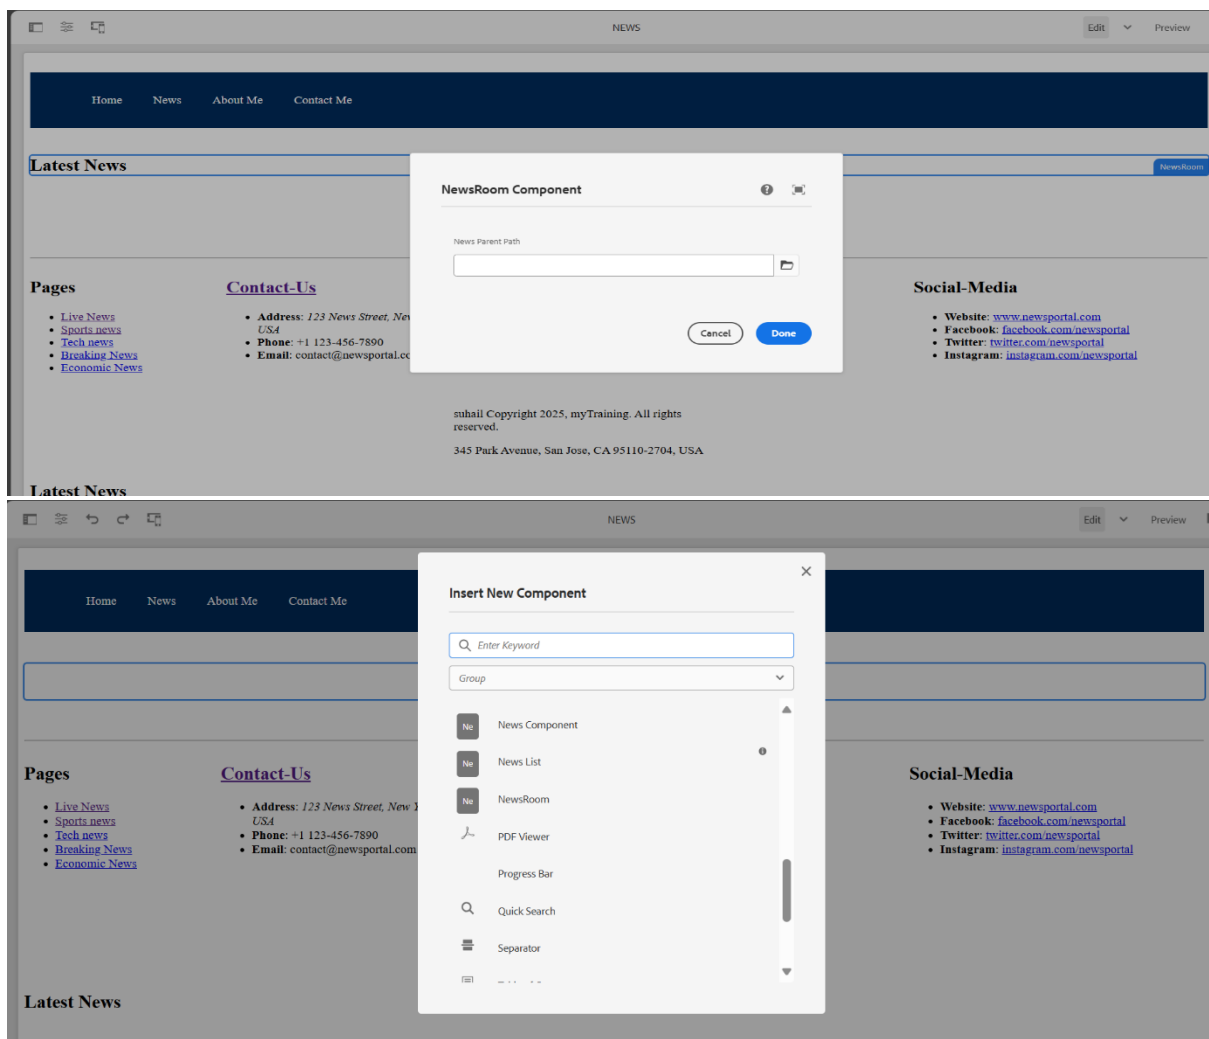 NEWS
Edit
Preview
Home News About Me Contact Me
Latest News
NewsRoom
NewsRoom Component
News Parent Path
Cancel Done
Pages
Live News
Sports news
Tech news
Breaking News
Economic News
Contact-Us
Address: 123 News Street, New
USA
Phone: +1 123-456-7890
Email: contact@newsportal.co
Social-Media
Website: www.newsportal.com
Facebook: facebook.com/newsportal
Twitter: twitter.com/newsportal
Instagram: instagram.com/newsportal
suhail Copyright 2025, myTraining. All rights
reserved.
345 Park Avenue, San Jose, CA 95110-2704, USA
Latest News
NEWS
Edit
Preview
Home News About Me Contact Me
Insert New Component
Enter Keyword
Group
Ne News Component
Ne News List
Ne NewsRoom
PDF Viewer
Progress Bar
Quick Search
Separator
Pages
Live News
Sports news
Tech news
Breaking News
Economic News
Contact-Us
Address: 123 News Street, New Y
USA
Phone: +1 123-456-7890
Email: contact@newsportal.com
Social-Media
Website: www.newsportal.com
Facebook: facebook.com/newsportal
Twitter: twitter.com/newsportal
Instagram: instagram.com/newsportal
Latest News